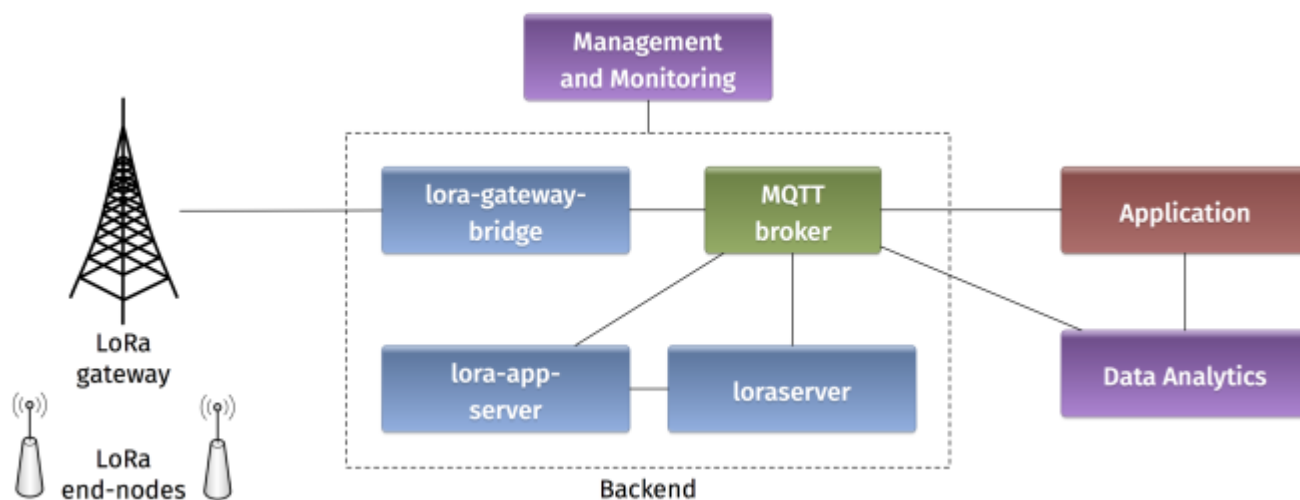 Management
and Monitoring
lora-gateway-
bridge
MQTT
broker
Application
LoRa
gateway
lora-app-
server
loraserver
Data Analytics
LoRa
end-nodes
Backend